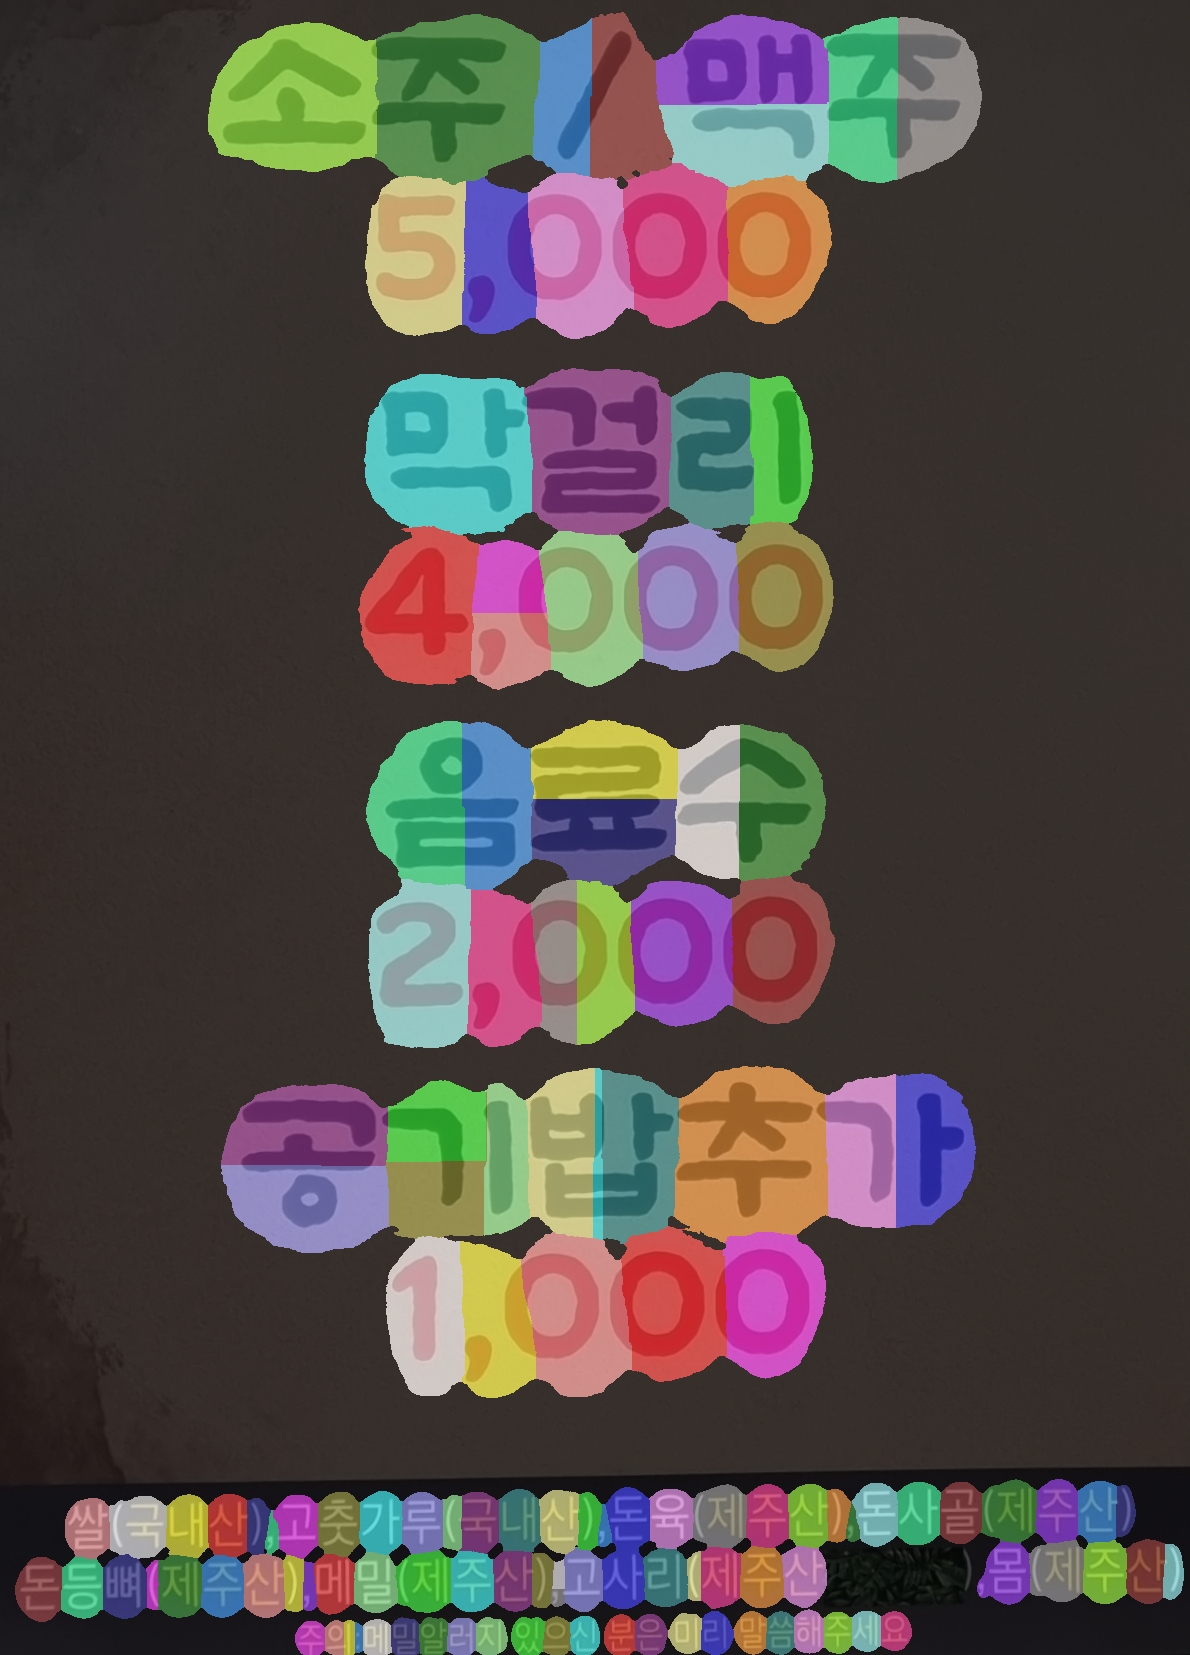 소주 / 맥주
5,000
막걸리
4,000
음료수
2,000
공기밥 추가
1,000
쌀(국내산), 고춧가루(국내산), 돈육(제주산), 돈사골(제주산)
돈등뼈(제주산), 메밀(제주산), 고사리(제주산) ), 몸(제주산)
주의: 메밀알러지 있으신 분은 미리 말씀해주세요